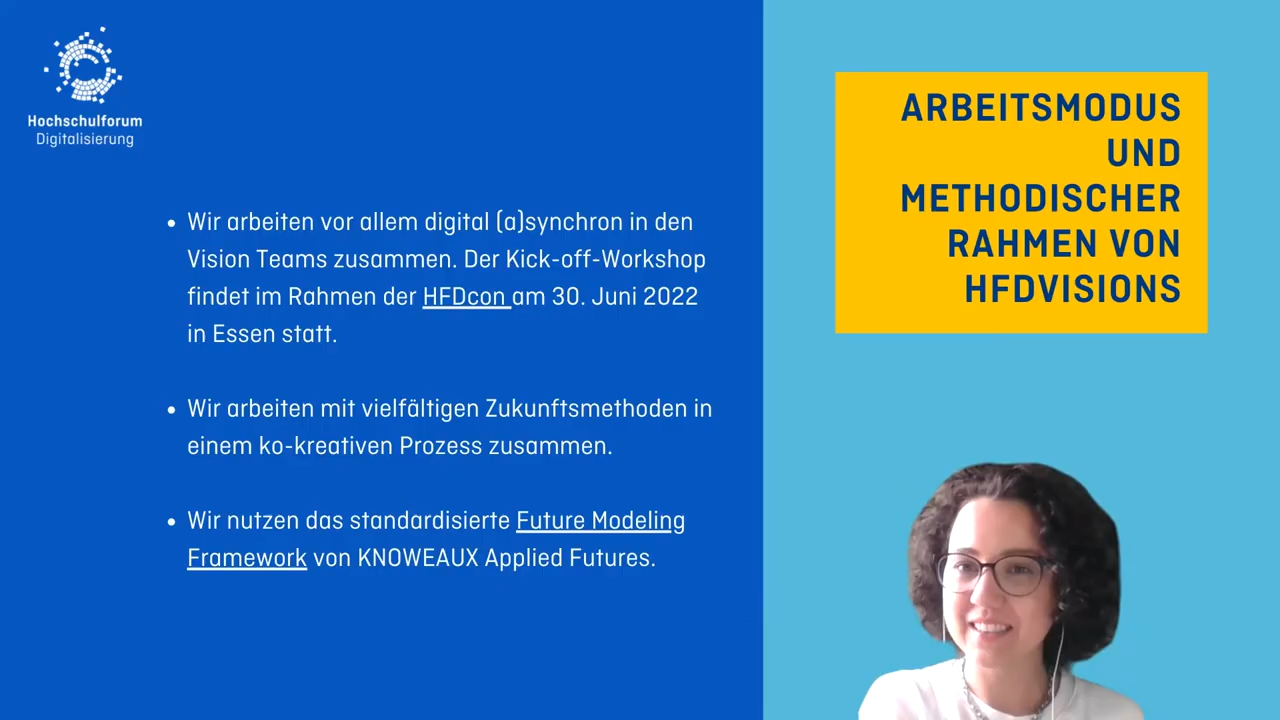 Hochschulforum
Digitalisierung
ARBEITSMODUS
UND
METHODISCHER
RAHMEN VON
HFDVISIONS
• Wir arbeiten vor allem digital (a)synchron in den
Vision Teams zusammen. Der Kick-off-Workshop
findet im Rahmen der HFDcon am 30. Juni 2022
in Essen statt.
• Wir arbeiten mit vielfältigen Zukunftsmethoden in
einem ko-kreativen Prozess zusammen.
• Wir nutzen das standardisierte Future Modeling
Framework von KNOWEAUX Applied Futures.